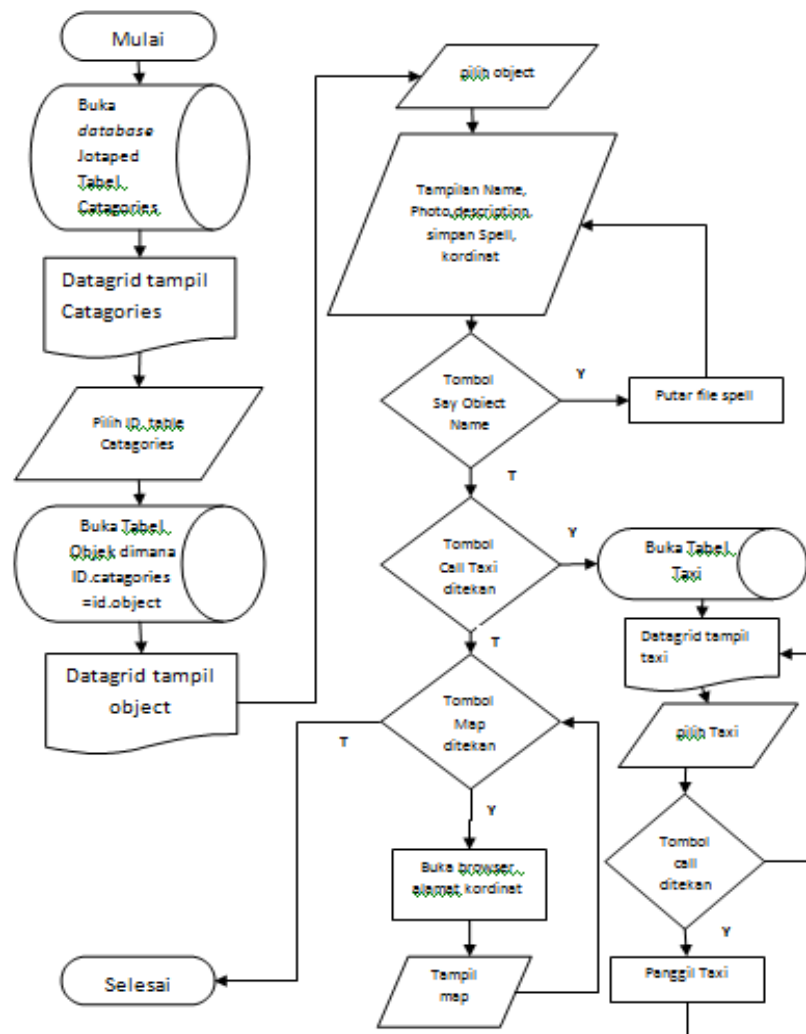 Mulai
Buka
database
Jotaped
Tabel
Catagories
Datagrid tampil
Catagories
Pilih ID table
Catagories
Buka Tabel
Objek dimana
ID.catagories
=id.object
Datagrid tampil
object
pilih object
Tampilan Name,
Photo,description,
simpan Spell,
kordinat
Tombol
Say Object
Name
Y
Putar file spell
T
Tombol
Call Taxi
ditekan
Y
Buka Tabel
Taxi
Datagrid tampil
taxi
pilih Taxi
Tombol
call
ditekan
Y
Panggil Taxi
T
Tombol
Map
ditekan
T
Y
Buka browser
alamat kordinat
Tampil
map
Selesai